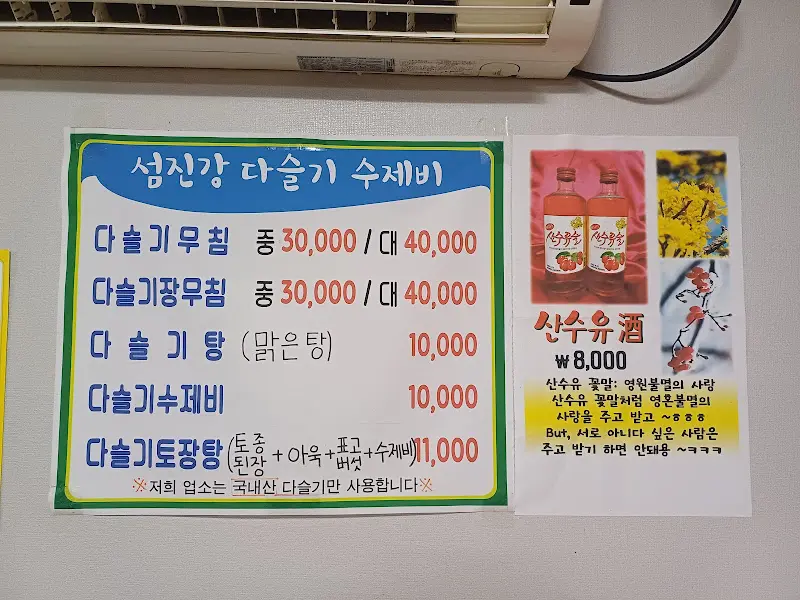 섬진강 다슬기 수제비
다슬기무침 중 30,000 / 대 40,000
다슬기장무침 중 30,000 / 대 40,000
다슬기탕 (맑은탕) 10,000
다슬기수제비 10,000
다슬기토장탕 (토종된장 + 아욱 + 표고버섯 + 수제비) 11,000
※저희 업소는 국내산 다슬기만 사용합니다※
산수유술 산수유술
산수유酒
₩8,000
산수유 꽃말: 영원불멸의 사랑
산수유 꽃말처럼 영혼불멸의
사랑을 주고 받고 ~ㅎㅎㅎ
But, 서로 아니다 싶은 사람은
주고 받기 하면 안돼용 ~ㅋㅋㅋ